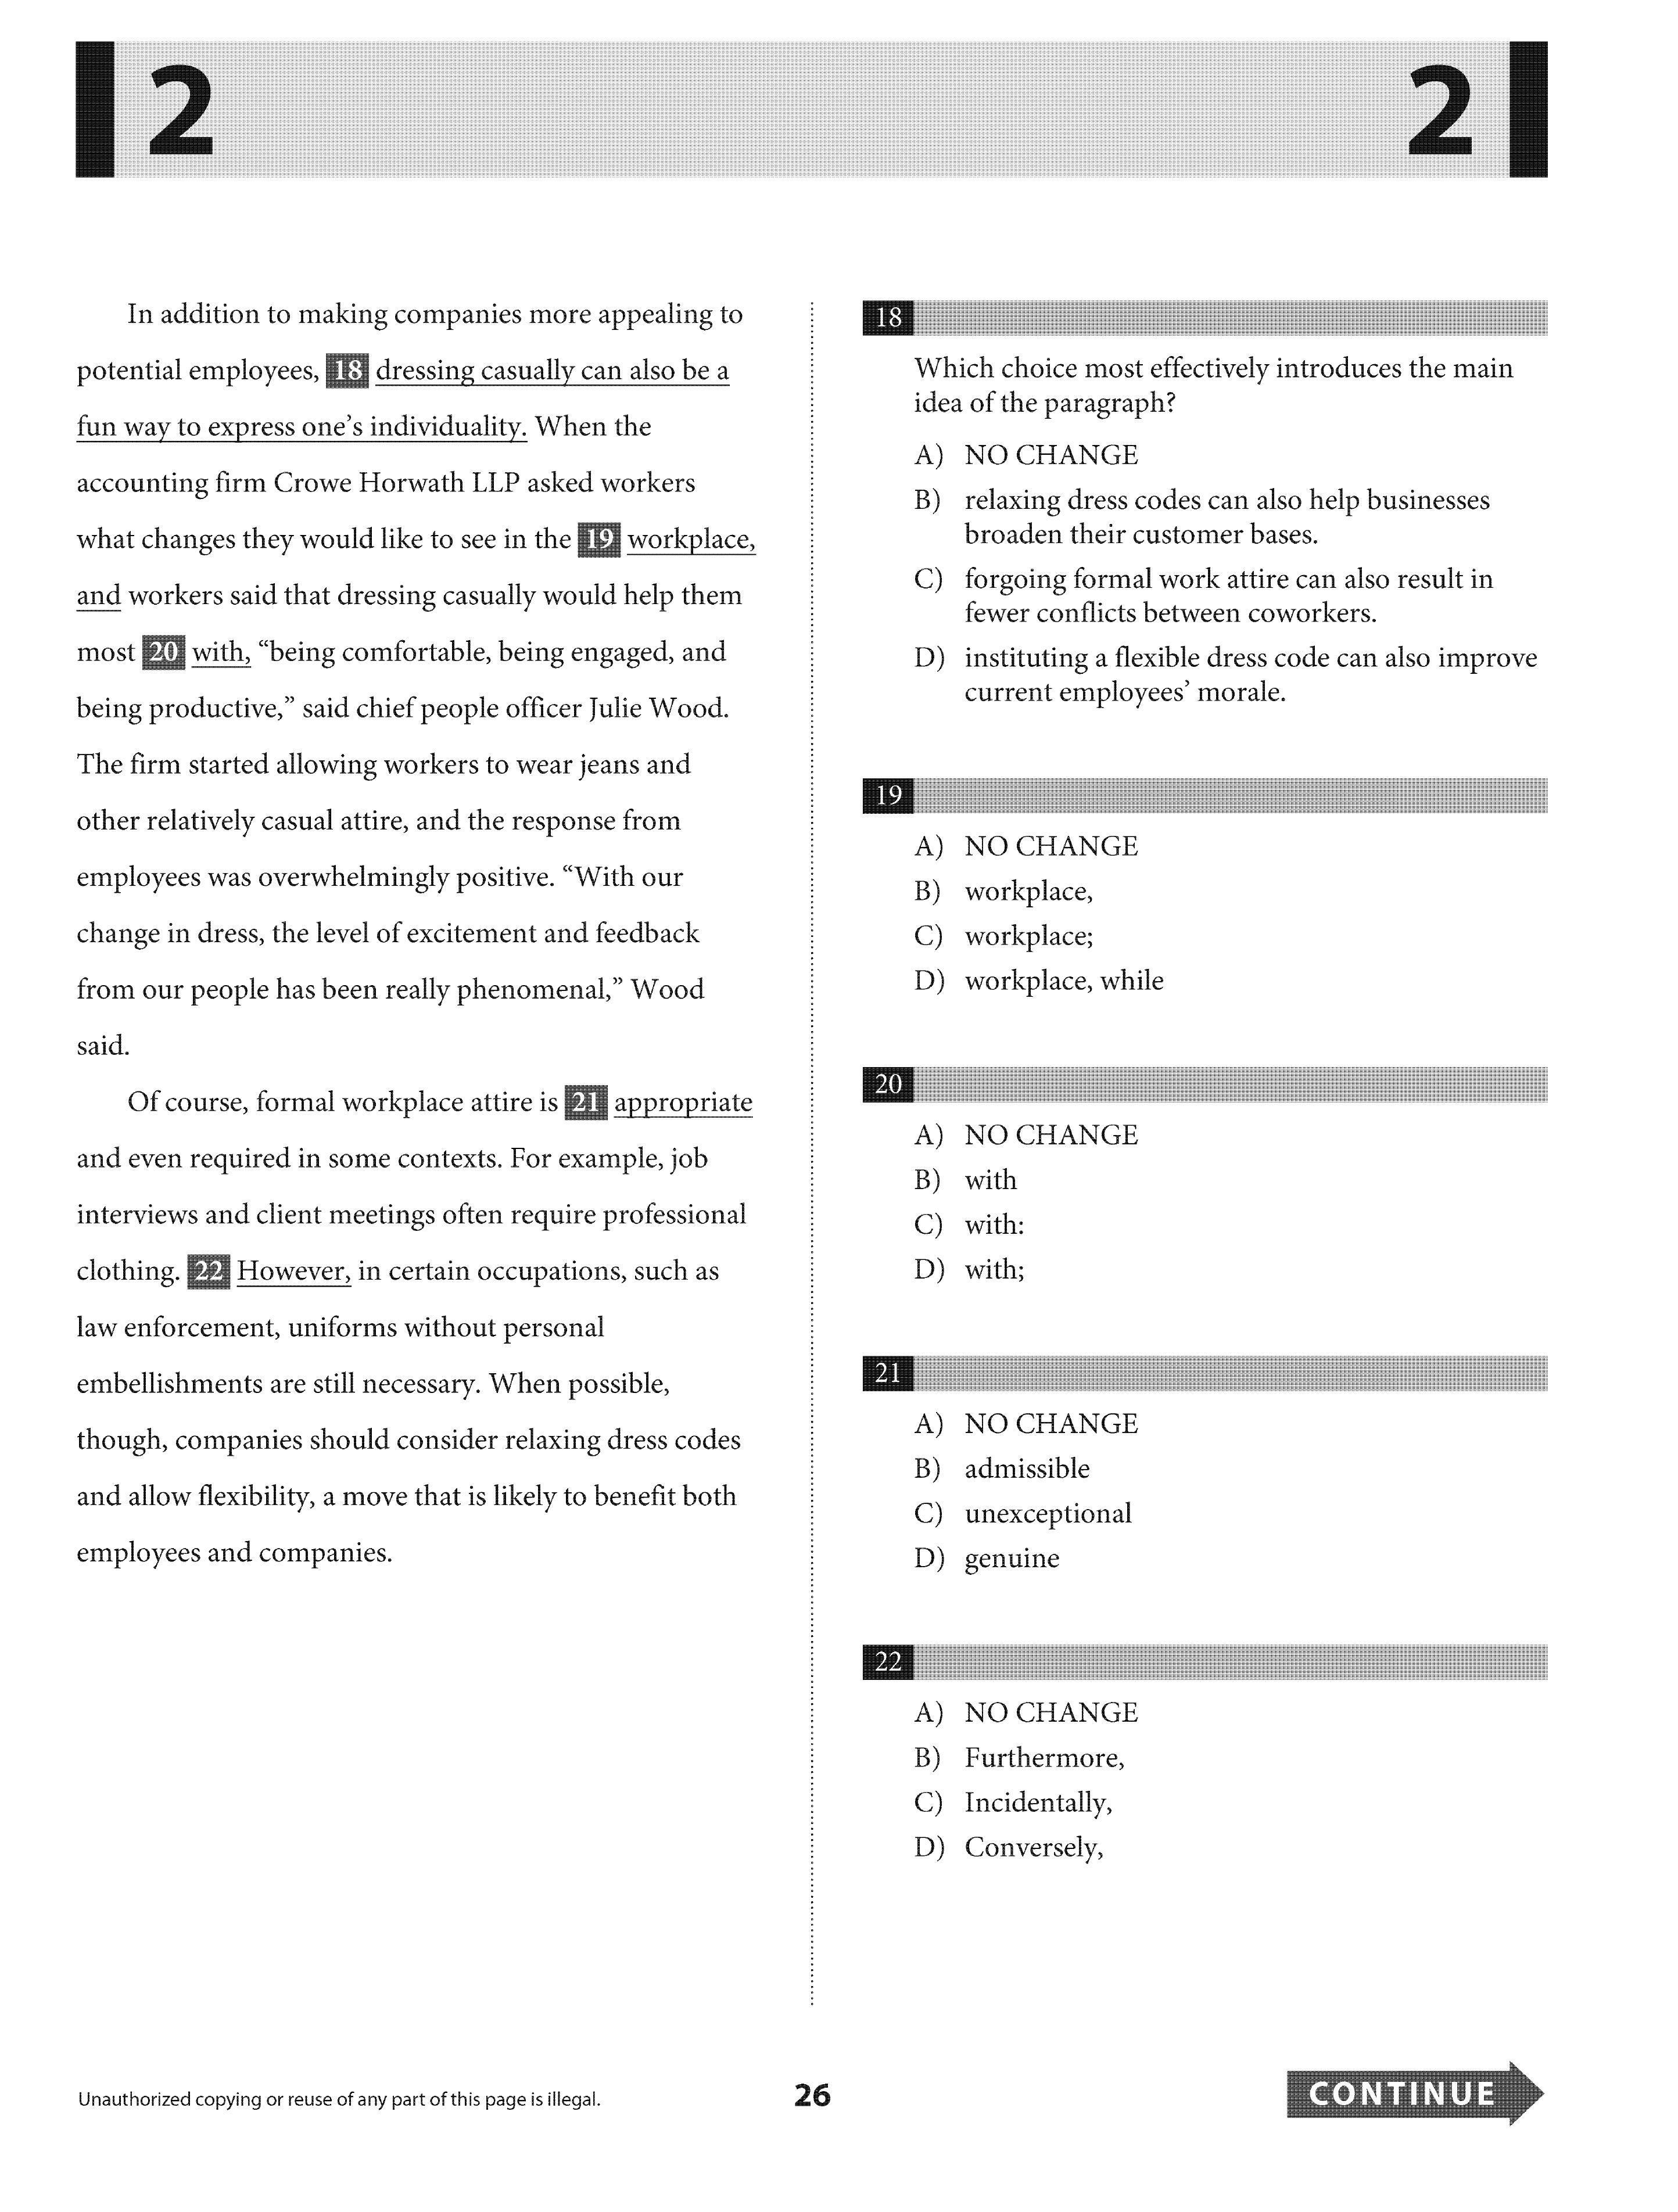 2
2
In addition to making companies more appealing to
potential employees, 18 dressing casually can also be a
fun way to express one’s individuality. When the
accounting firm Crowe Horwath LLP asked workers
what changes they would like to see in the 19 workplace,
and workers said that dressing casually would help them
most 20 with, “being comfortable, being engaged, and
being productive,” said chief people officer Julie Wood.
The firm started allowing workers to wear jeans and
other relatively casual attire, and the response from
employees was overwhelmingly positive. “With our
change in dress, the level of excitement and feedback
from our people has been really phenomenal,” Wood
said.
Of course, formal workplace attire is 21 appropriate
and even required in some contexts. For example, job
interviews and client meetings often require professional
clothing. 22 However, in certain occupations, such as
law enforcement, uniforms without personal
embellishments are still necessary. When possible,
though, companies should consider relaxing dress codes
and allow flexibility, a move that is likely to benefit both
employees and companies.
18
Which choice most effectively introduces the main
idea of the paragraph?
A) NO CHANGE
B) relaxing dress codes can also help businesses
broaden their customer bases.
C) forgoing formal work attire can also result in
fewer conflicts between coworkers.
D) instituting a flexible dress code can also improve
current employees’ morale.
19
A) NO CHANGE
B) workplace,
C) workplace;
D) workplace, while
20
A) NO CHANGE
B) with
C) with:
D) with;
21
A) NO CHANGE
B) admissible
C) unexceptional
D) genuine
22
A) NO CHANGE
B) Furthermore,
C) Incidentally,
D) Conversely,
Unauthorized copying or reuse of any part of this page is illegal.
26
CONTINUE